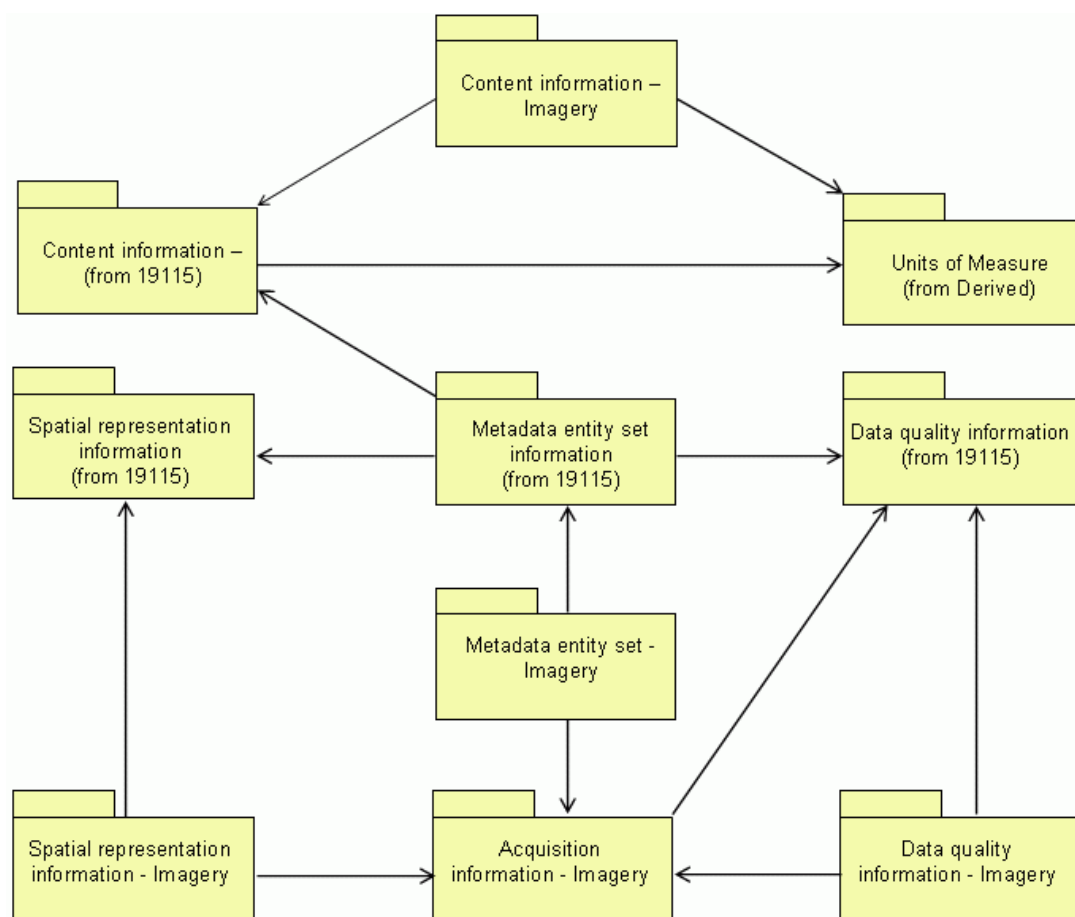 Content information –
Imagery
Content information –
(from 19115)
Units of Measure
(from Derived)
Spatial representation
information
(from 19115)
Metadata entity set
information
(from 19115)
Data quality information
(from 19115)
Metadata entity set -
Imagery
Spatial representation
information - Imagery
Acquisition
information - Imagery
Data quality
information - Imagery